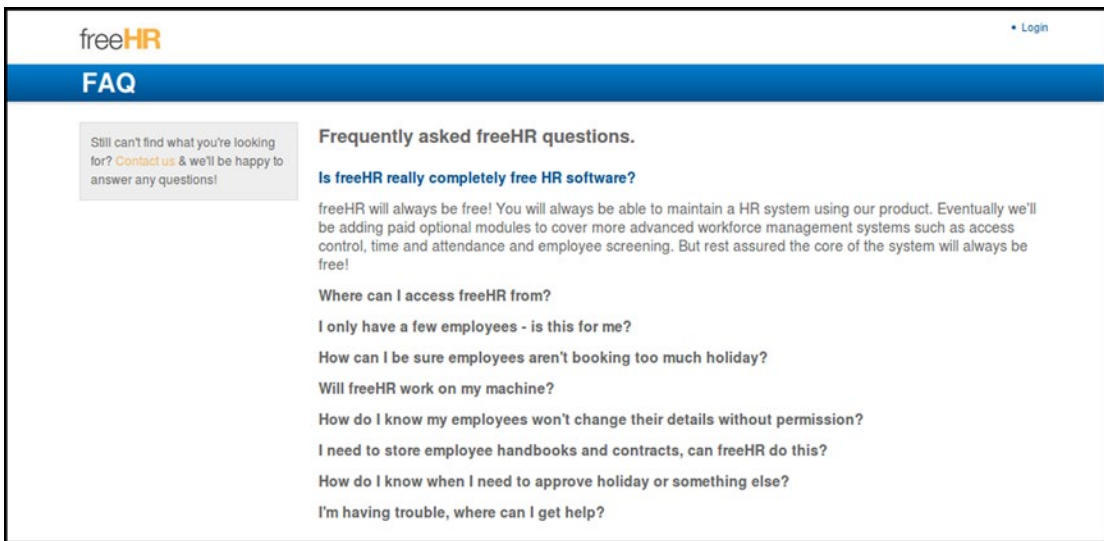 freeHR
• Login
FAQ
Still can't find what you're looking
for? Contact us & we'll be happy to
answer any questions!
Frequently asked freeHR questions.
Is freeHR really completely free HR software?
freeHR will always be free! You will always be able to maintain a HR system using our product. Eventually we'll
be adding paid optional modules to cover more advanced workforce management systems such as access
control, time and attendance and employee screening. But rest assured the core of the system will always be
free!
Where can I access freeHR from?
I only have a few employees - is this for me?
How can I be sure employees aren't booking too much holiday?
Will freeHR work on my machine?
How do I know my employees won't change their details without permission?
I need to store employee handbooks and contracts, can freeHR do this?
How do I know when I need to approve holiday or something else?
I'm having trouble, where can I get help?